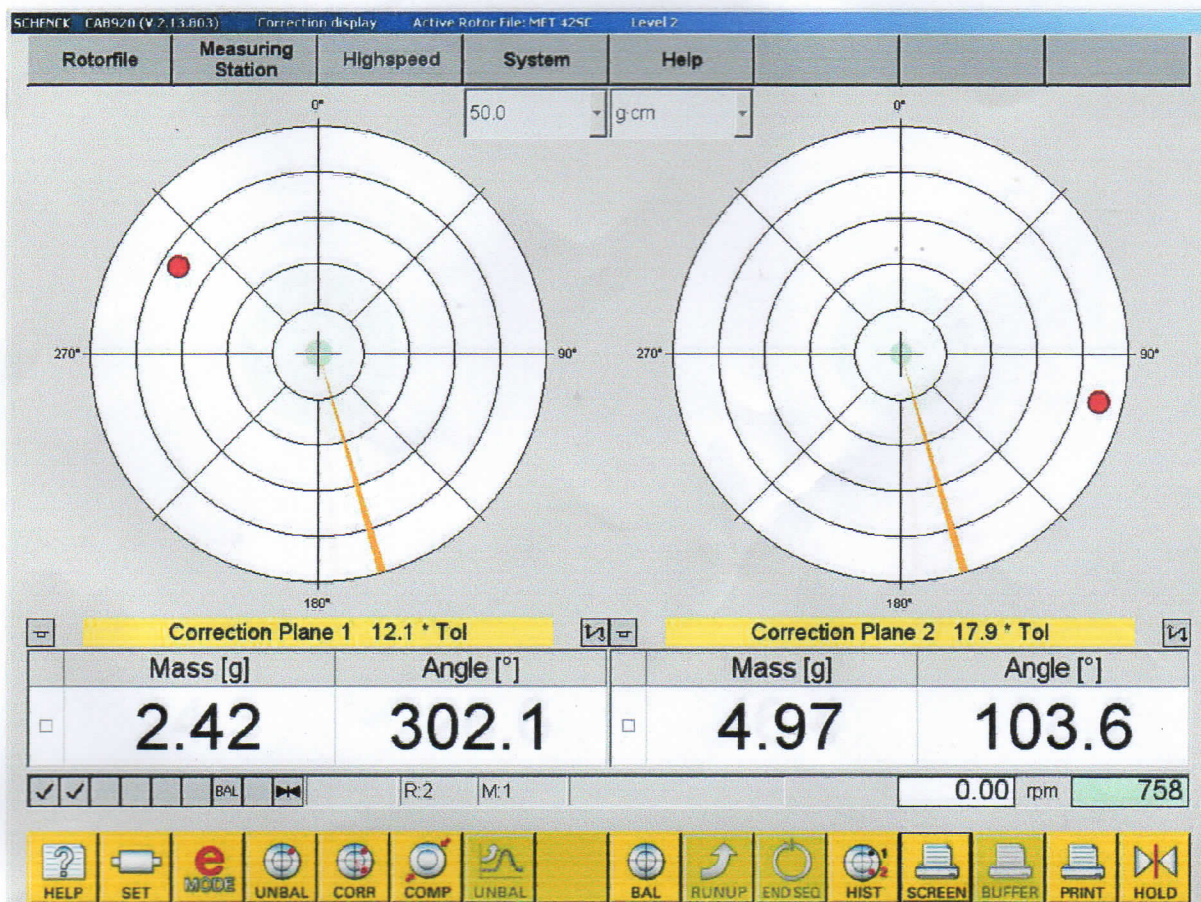 SCHENCK CAB920 (V 2.13.803) Correction display Active Rotor File: MFT 42SC Level 2
Rotorfile Measuring Station Highspeed System Help
50.0 g·cm
0° 0°
270° 90° 270° 90°
180° 180°
Correction Plane 1 12.1 * Tol Correction Plane 2 17.9 * Tol
Mass [g] Angle [°] Mass [g] Angle [°]
2.42 302.1 4.97 103.6
BAL R:2 M:1 0.00 rpm 758
? e 1 2
MODE
HELP SET UNBAL CORR COMP UNBAL BAL RUNUP END SEQ HIST SCREEN BUFFER PRINT HOLD